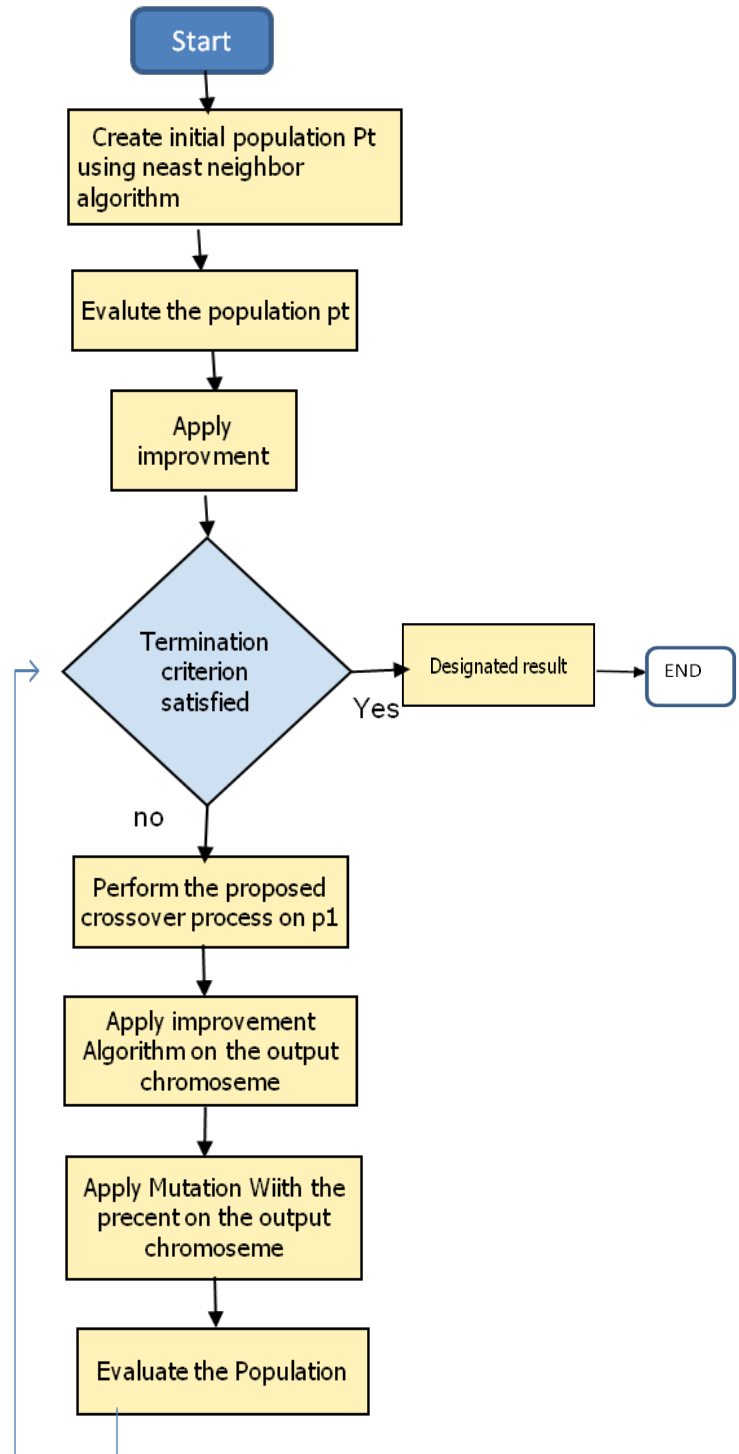 Start
Create initial population Pt
using neast neighbor
algorithm
Evalute the population pt
Apply
improvment
Termination
criterion
satisfied
Yes
Designated result
END
no
Perform the proposed
crossover process on p1
Apply improvement
Algorithm on the output
chromoseme
Apply Mutation Wiith the
precent on the output
chromoseme
Evaluate the Population